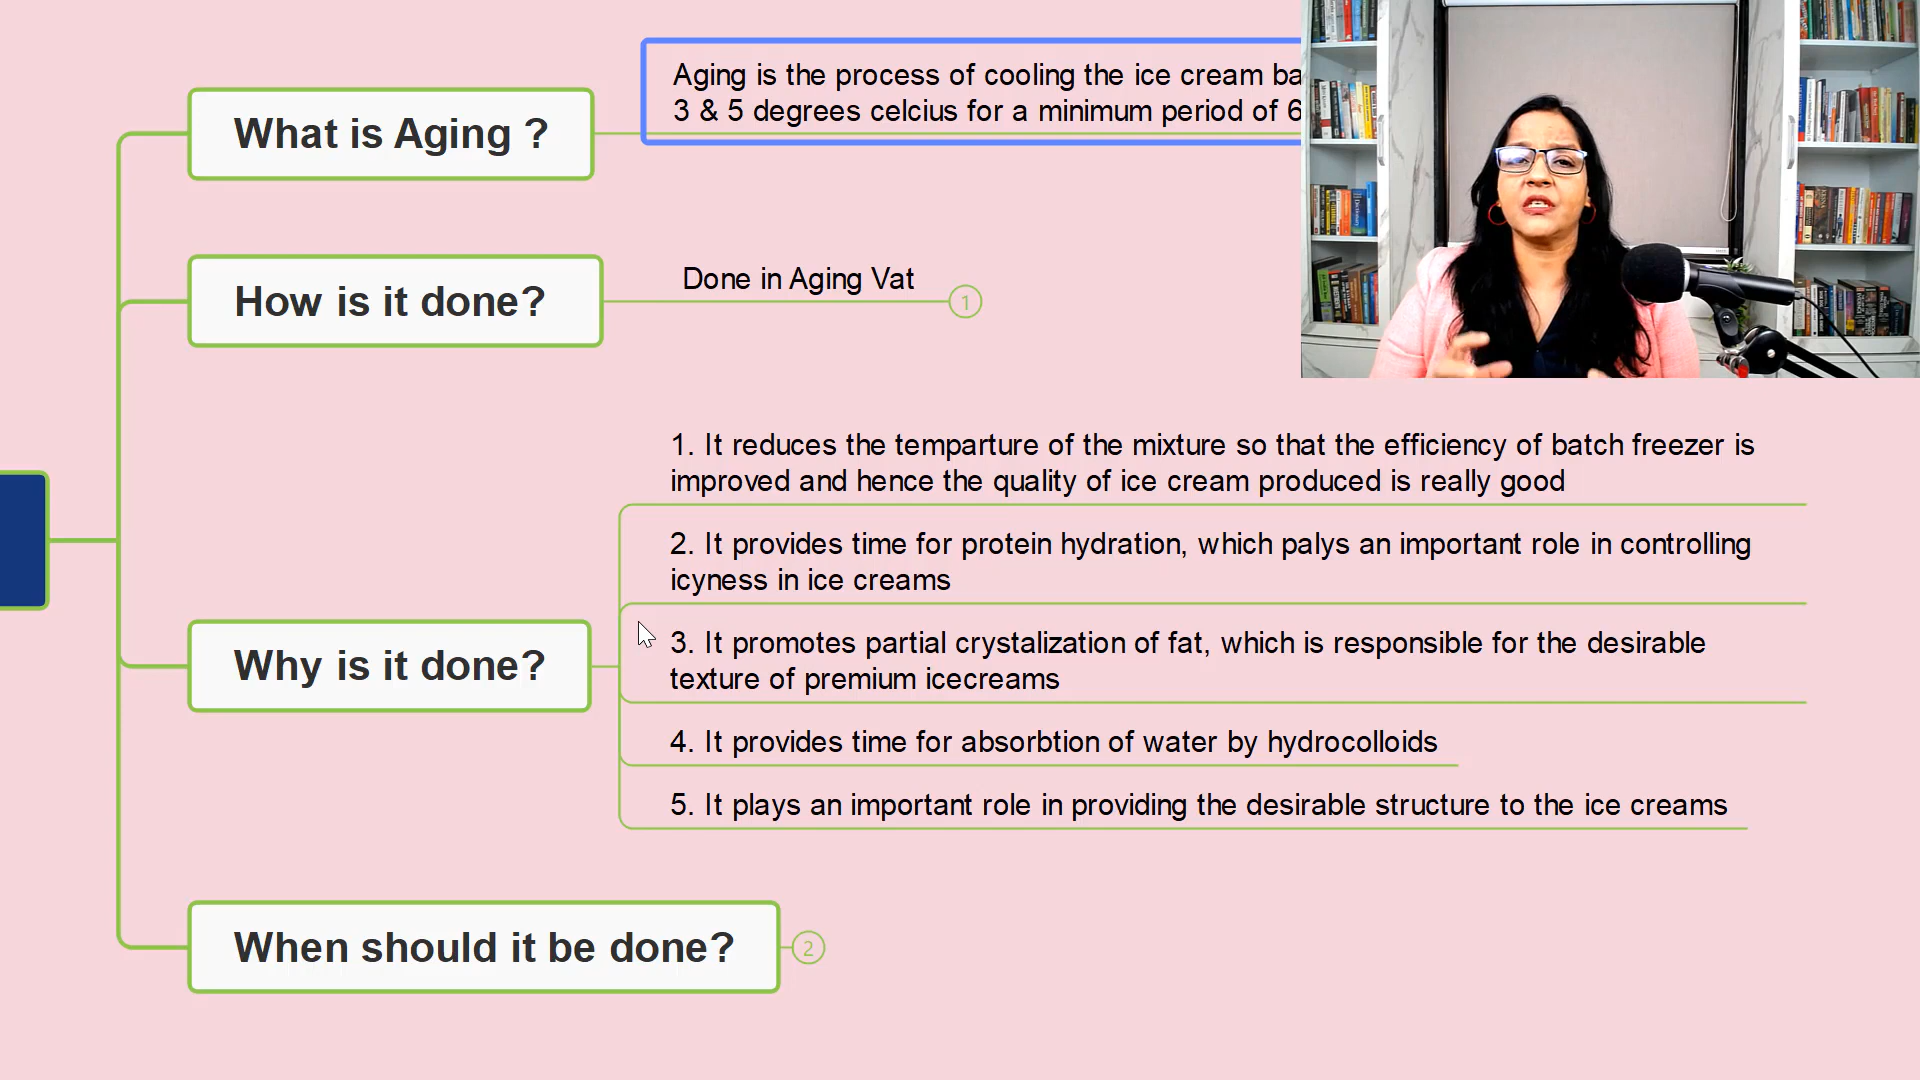 What is Aging ?
Aging is the process of cooling the ice cream
3 & 5 degrees celcius for a minimum period of 6
How is it done?
Done in Aging Vat
1
Why is it done?
1. It reduces the temparture of the mixture so that the efficiency of batch freezer is
improved and hence the quality of ice cream produced is really good
2. It provides time for protein hydration, which palys an important role in controlling
icyness in ice creams
3. It promotes partial crystalization of fat, which is responsible for the desirable
texture of premium icecreams
4. It provides time for absorbtion of water by hydrocolloids
5. It plays an important role in providing the desirable structure to the ice creams
When should it be done?
2